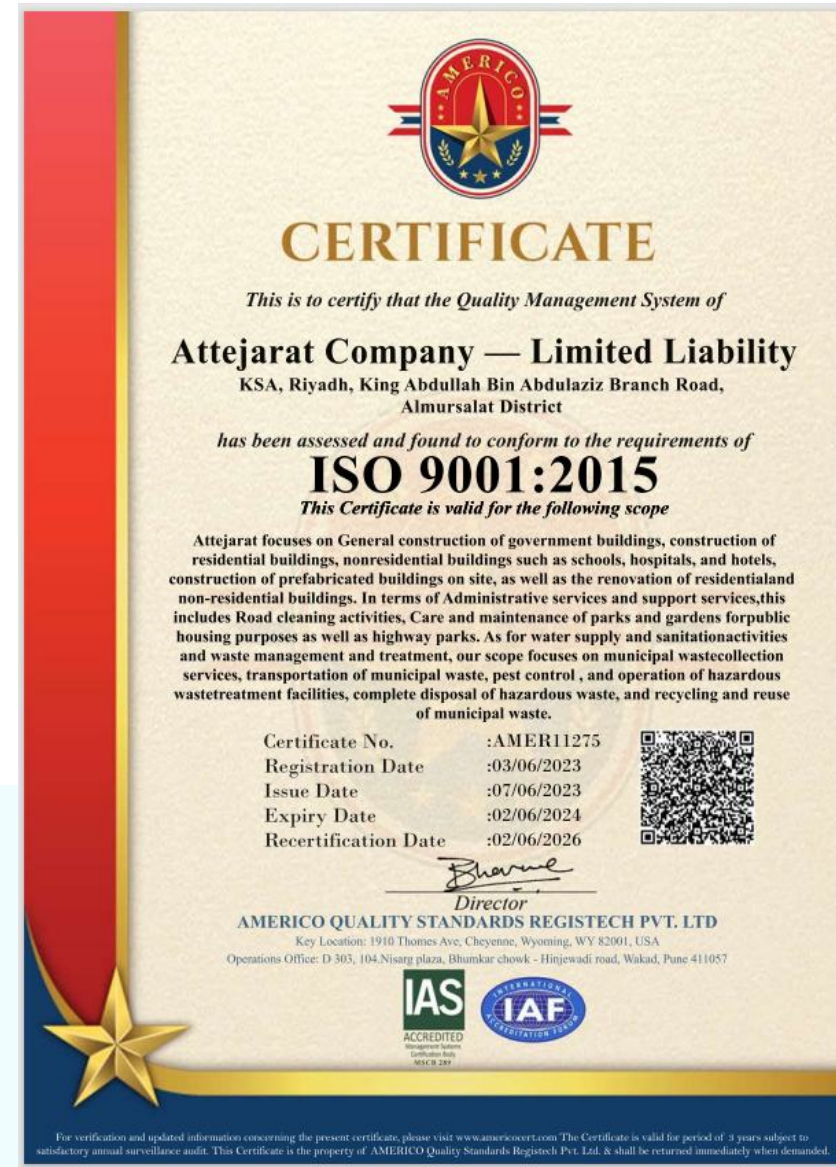 AMERICO
CERTIFICATE
This is to certify that the Quality Management System of
Attejarat Company — Limited Liability
KSA, Riyadh, King Abdullah Bin Abdulaziz Branch Road,
Almursalat District
has been assessed and found to conform to the requirements of
ISO 9001:2015
This Certificate is valid for the following scope
Attejarat focuses on General construction of government buildings, construction of
residential buildings, nonresidential buildings such as schools, hospitals, and hotels,
construction of prefabricated buildings on site, as well as the renovation of residentialand
non-residential buildings. In terms of Administrative services and support services,this
includes Road cleaning activities, Care and maintenance of parks and gardens forpublic
housing purposes as well as highway parks. As for water supply and sanitationactivities
and waste management and treatment, our scope focuses on municipal wastecollection
services, transportation of municipal waste, pest control , and operation of hazardous
wastetreatment facilities, complete disposal of hazardous waste, and recycling and reuse
of municipal waste.
Certificate No. :AMER11275
Registration Date :03/06/2023
Issue Date :07/06/2023
Expiry Date :02/06/2024
Recertification Date :02/06/2026
Director
AMERICO QUALITY STANDARDS REGISTECH PVT. LTD
Key Location: 1910 Thomes Ave, Cheyenne, Wyoming, WY 82001, USA
Operations Office: D 303, 104.Nisarg plaza, Bhumkar chowk - Hinjewadi road, Wakad, Pune 411057
IAS
ACCREDITED
Management Systems
Certification Body
MSCB 289
INTERNATIONAL
IAF
ACCREDITATION FORUM
For verification and updated information concerning the present certificate, please visit www.americocert.com The Certificate is valid for period of 3 years subject to
satisfactory annual surveillance audit. This Certificate is the property of AMERICO Quality Standards Registech Pvt. Ltd. & shall be returned immediately when demanded.